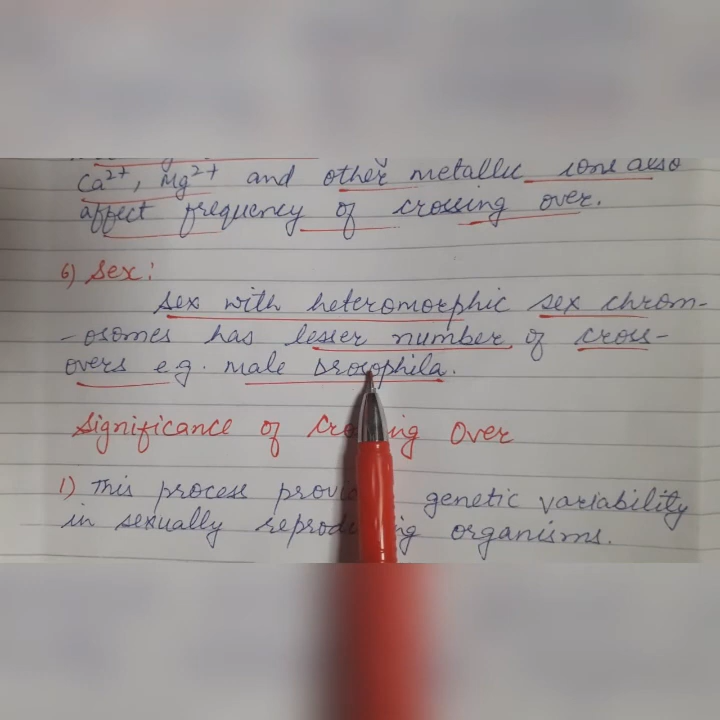 Ca2+, Mg2+ and other metallic ions also
affect frequency of crossing over.
6) Sex:
Sex with heteromorphic sex chrom-
-osomes has lesser number of cross-
overs e.g. male Drosophila.
Significance of Over
1) This process genetic variability
in sexually organisms.